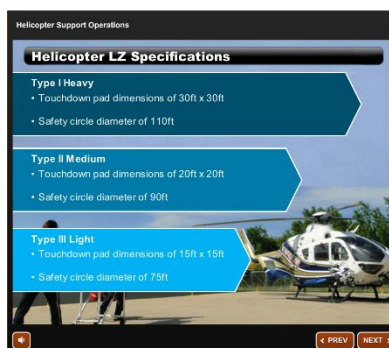 Helicopter Support Operations
Helicopter LZ Specifications
Type I Heavy
• Touchdown pad dimensions of 30ft x 30ft
• Safety circle diameter of 110ft
Type II Medium
• Touchdown pad dimensions of 20ft x 20ft
• Safety circle diameter of 90ft
Type III Light
• Touchdown pad dimensions of 15ft x 15ft
• Safety circle diameter of 75ft
< PREV
NEXT >